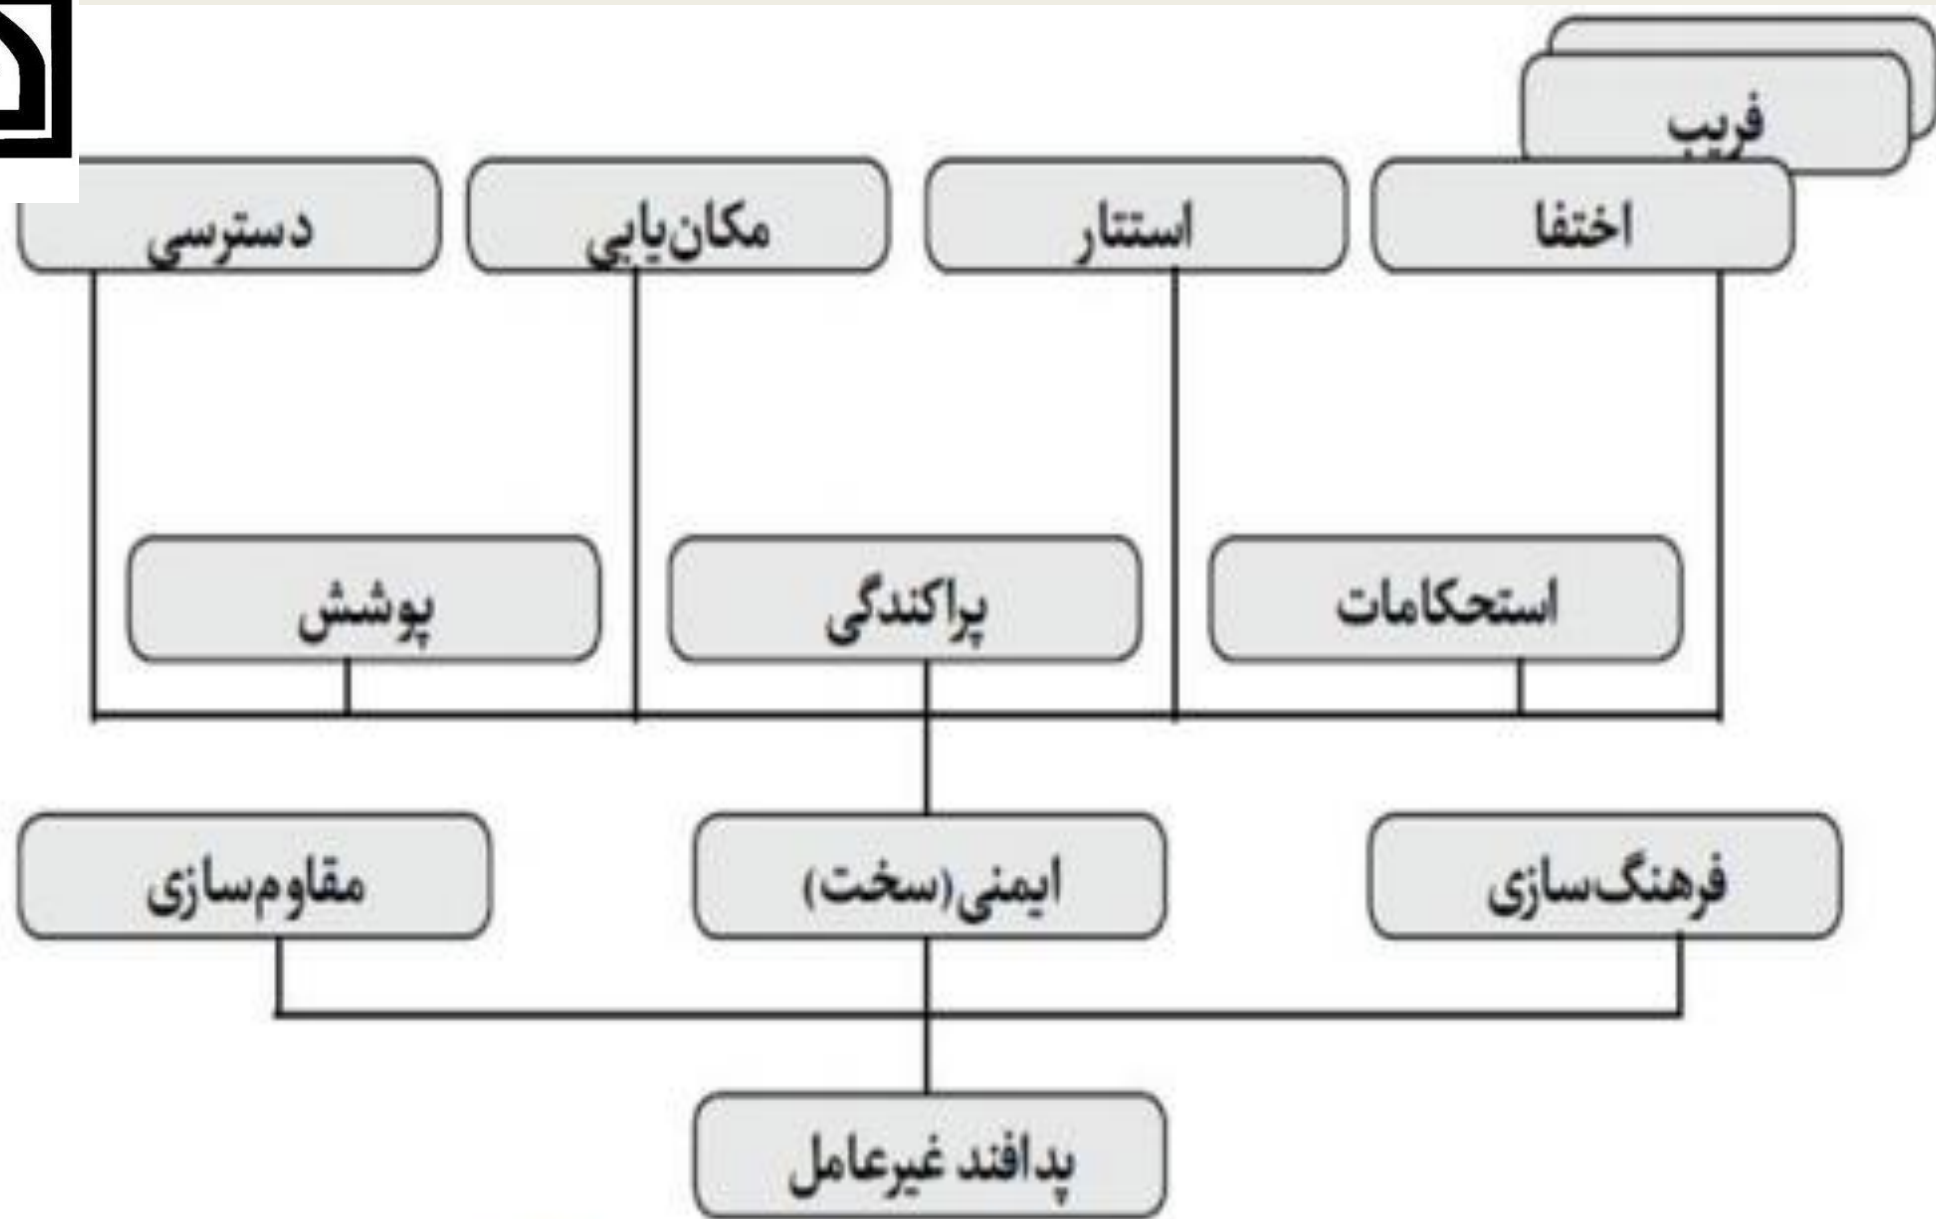 فریب
اختفا
استتار
مکان‌یابی
دسترسی
استحکامات
پراکندگی
پوشش
فرهنگ‌سازی
ایمنی(سخت)
مقاوم‌سازی
پدافند غیرعامل